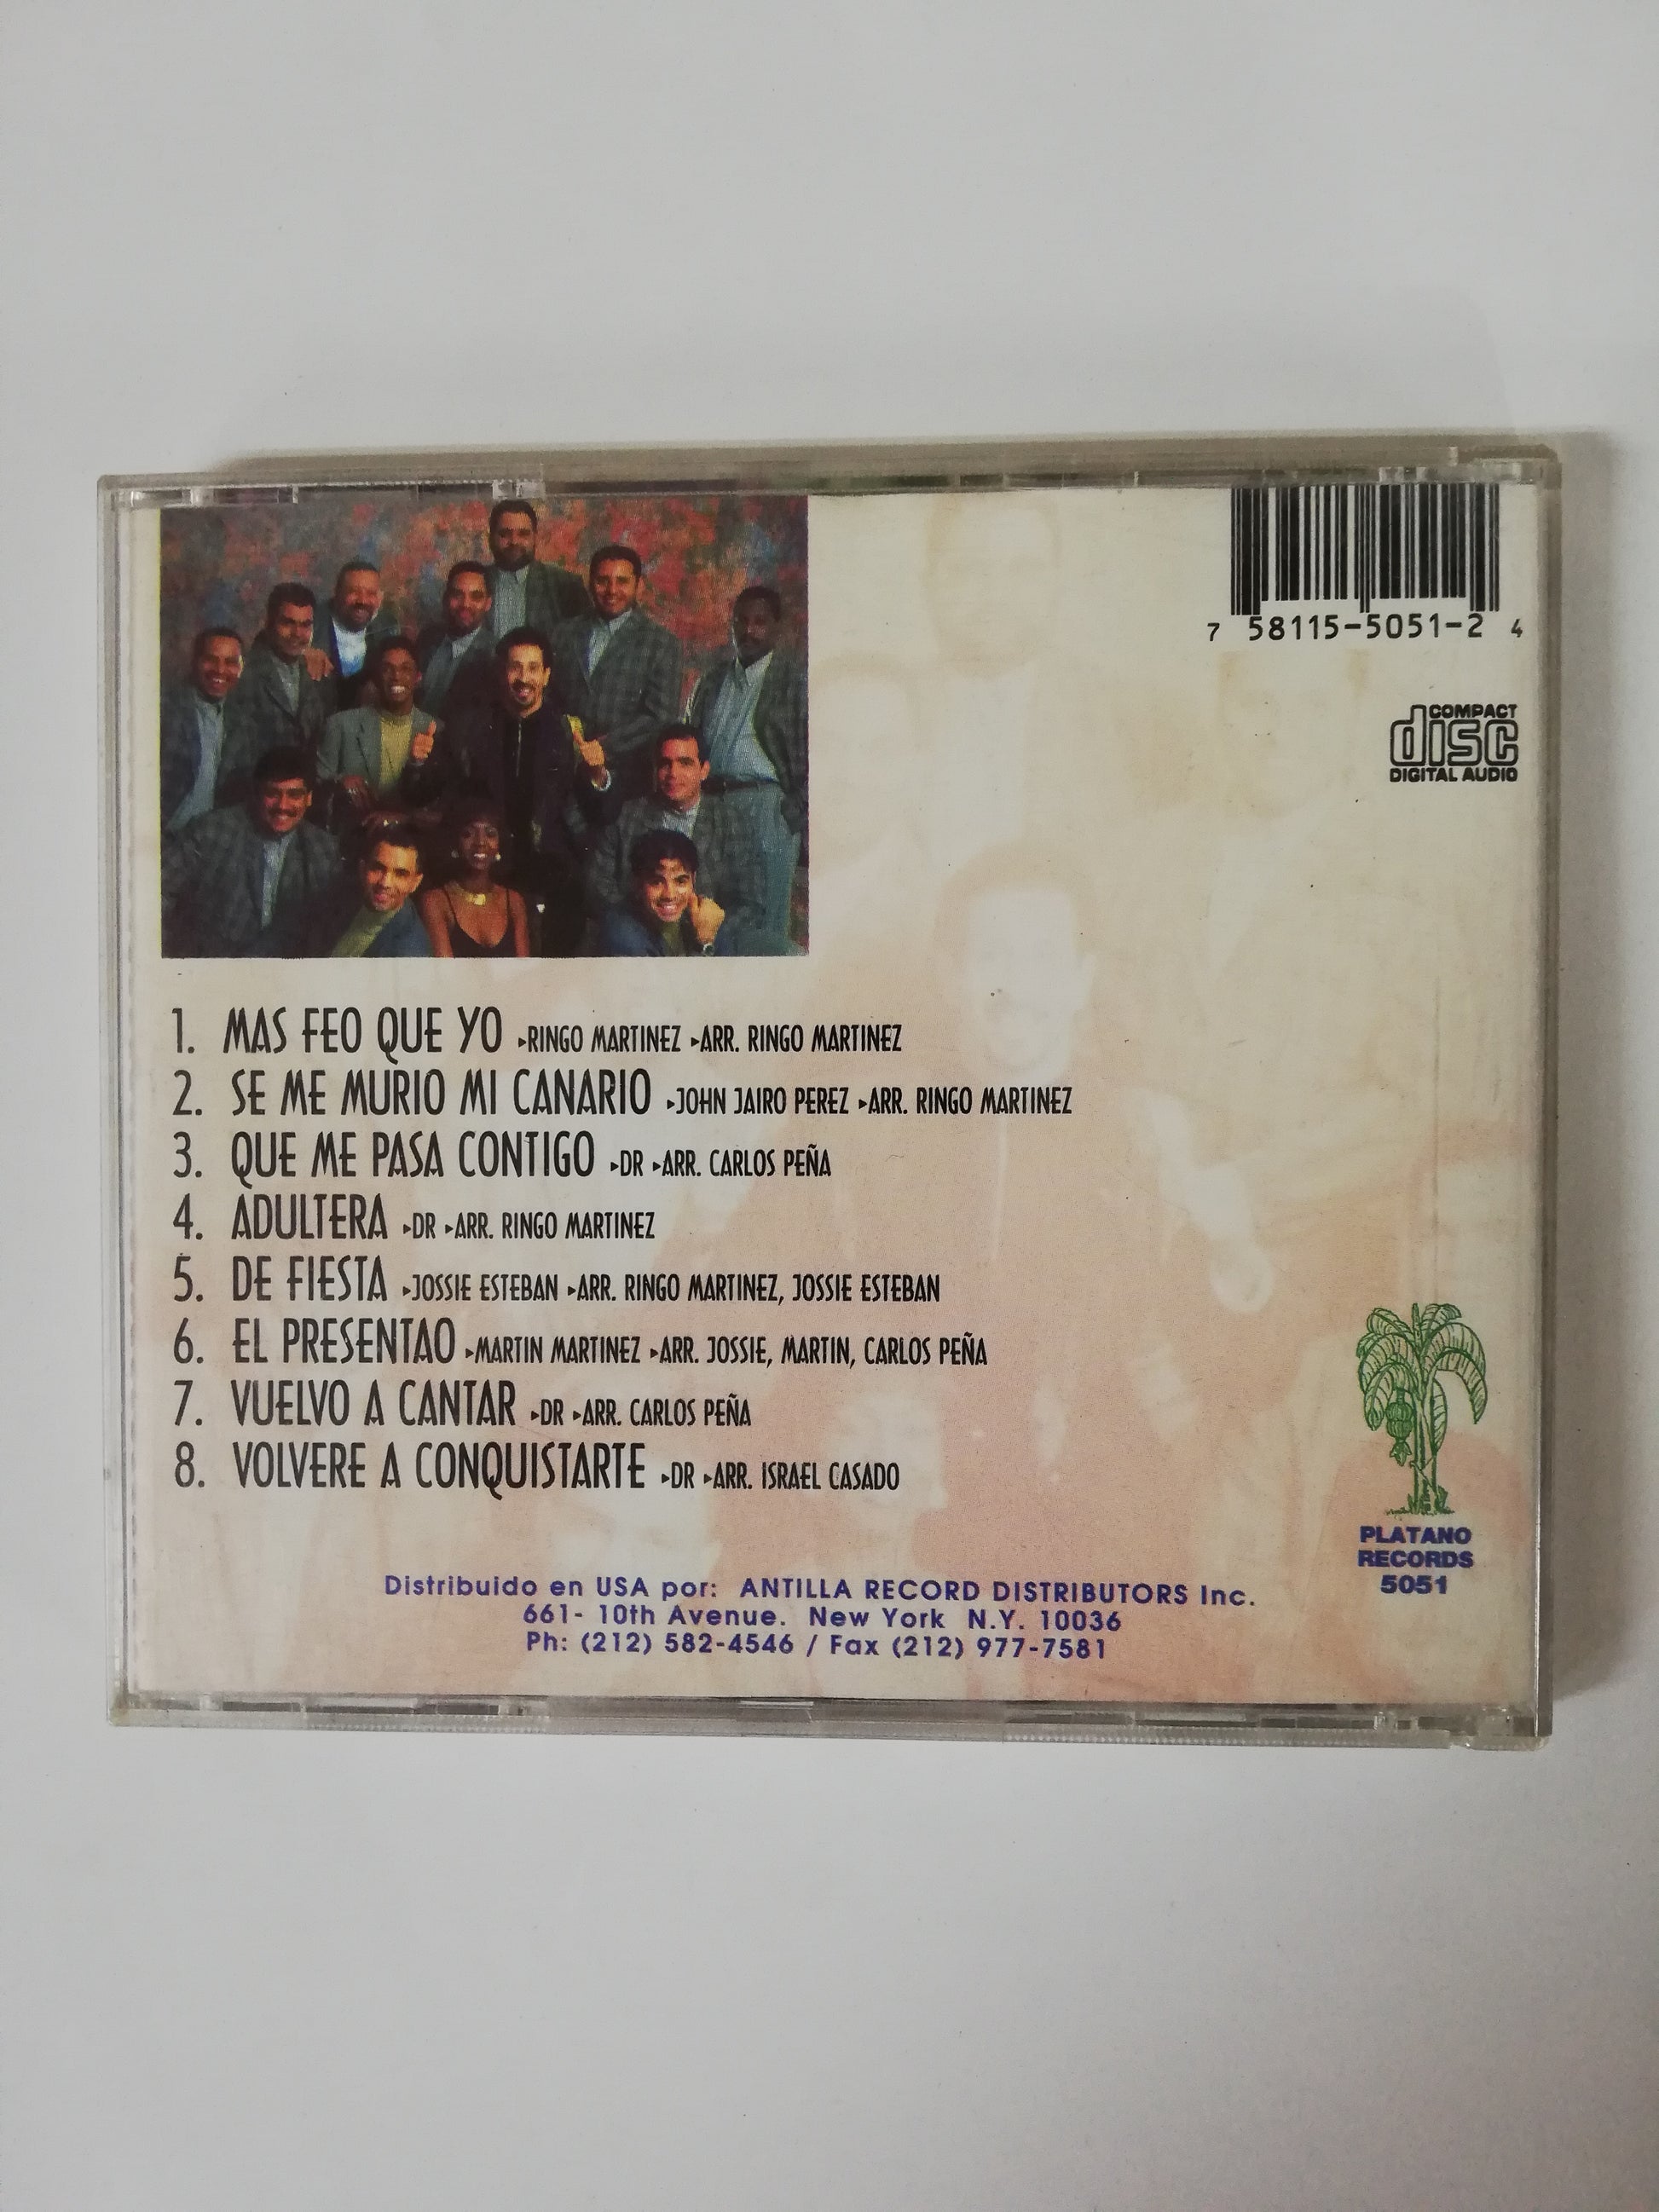 7 58115-5051-2 4
COMPACT
disc
DIGITAL AUDIO
1. MAS FEO QUE YO ▸RINGO MARTINEZ ▸ARR. RINGO MARTINEZ
2. SE ME MURIO MI CANARIO ▸JOHN JAIRO PEREZ ▸ARR. RINGO MARTINEZ
3. QUE ME PASA CONTIGO ▸DR ▸ARR. CARLOS PEÑA
4. ADULTERA ▸DR ▸ARR. RINGO MARTINEZ
5. DE FIESTA ▸JOSSIE ESTEBAN ▸ARR. RINGO MARTINEZ, JOSSIE ESTEBAN
6. EL PRESENTAO ▸MARTIN MARTINEZ ▸ARR. JOSSIE, MARTIN, CARLOS PEÑA
7. VUELVO A CANTAR ▸DR ▸ARR. CARLOS PEÑA
8. VOLVERE A CONQUISTARTE ▸DR ▸ARR. ISRAEL CASADO
PLATANO
RECORDS
5051
Distribuido en USA por: ANTILLA RECORD DISTRIBUTORS Inc.
661- 10th Avenue. New York N.Y. 10036
Ph: (212) 582-4546 / Fax (212) 977-7581